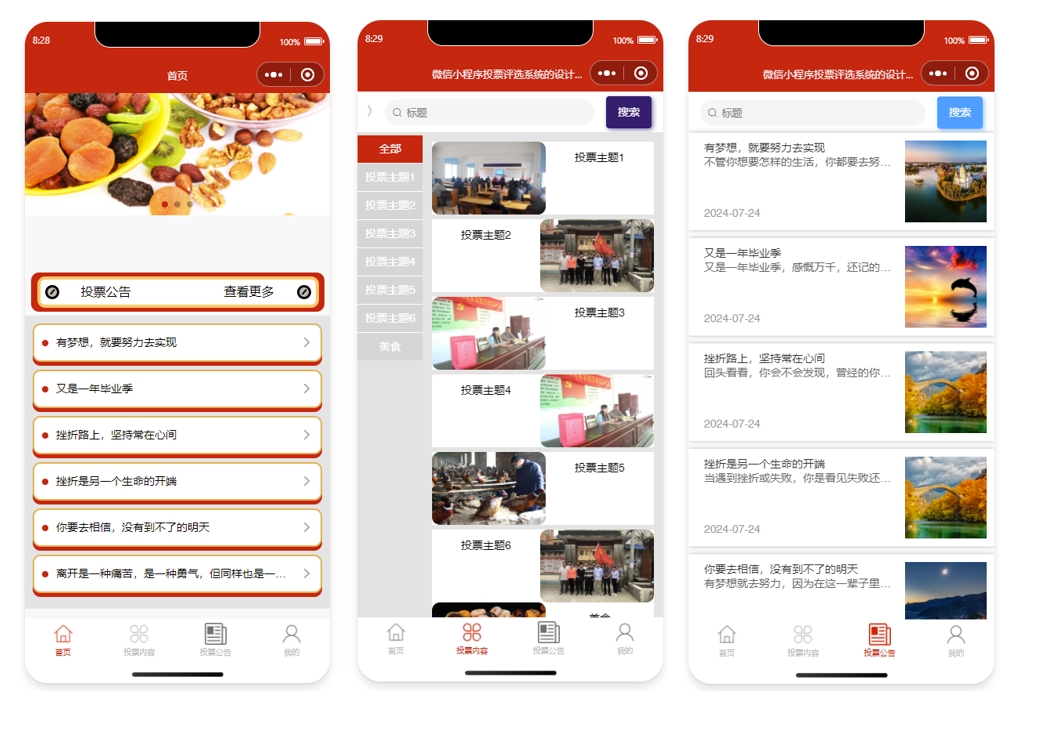 8:28
100%
首页
投票公告
查看更多
有梦想，就要努力去实现
又是一年毕业季
挫折路上，坚持常在心间
挫折是另一个生命的开端
你要去相信，没有到不了的明天
离开是一种痛苦，是一种勇气，但同样也是一...
首页
投票内容
投票公告
我的
8:29
100%
微信小程序投票评选系统的设计...
标题
搜索
全部
投票主题1
投票主题2
投票主题3
投票主题4
投票主题5
投票主题6
美食
投票主题1
投票主题2
投票主题3
投票主题4
投票主题5
投票主题6
美食
首页
投票内容
投票公告
我的
8:29
100%
微信小程序投票评选系统的设计...
标题
搜索
有梦想，就要努力去实现
不管你想要怎样的生活，你都要去努...
2024-07-24
又是一年毕业季
又是一年毕业季，感慨万千，还记的...
2024-07-24
挫折路上，坚持常在心间
回头看看，你会不会发现，曾经的你...
2024-07-24
挫折是另一个生命的开端
当遇到挫折或失败，你是看见失败还...
2024-07-24
你要去相信，没有到不了的明天
有梦想就去努力，因为在这一辈子里...
首页
投票内容
投票公告
我的